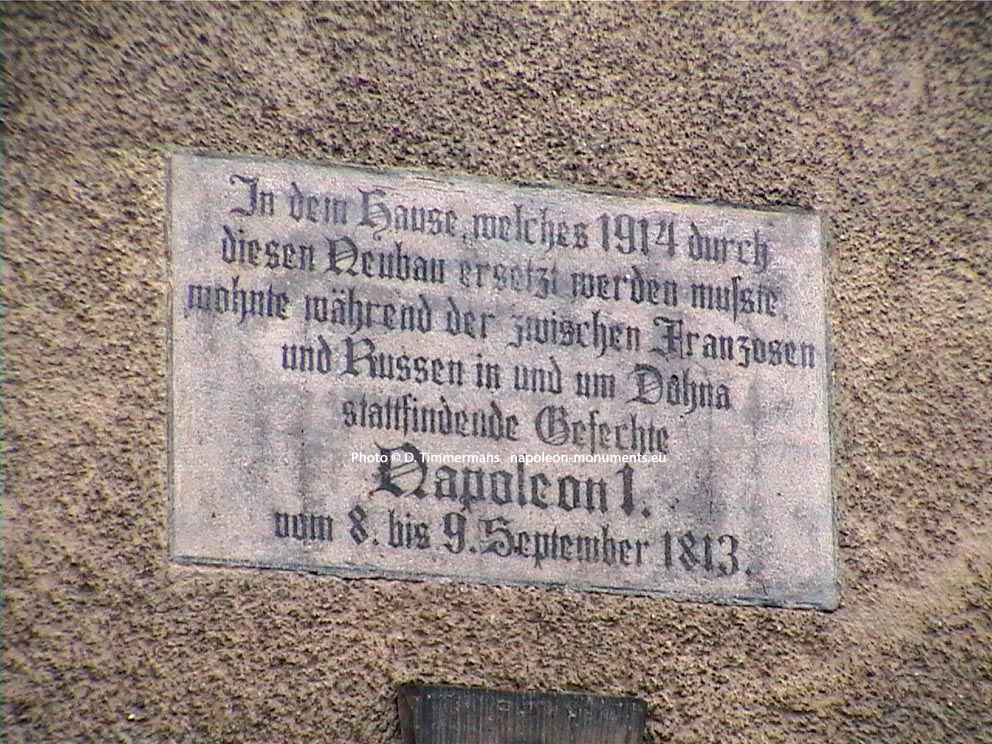 In dem Hause, welches 1914 durch
diesen Neubau ersetzt werden musste,
wohnte während der zwischen Franzosen
und Russen in und um Dohna
stattfindende Gefechte
Photo © D. Timmermans napoleon-monuments.eu
Napoleon I.
vom 8. bis 9. September 1813.